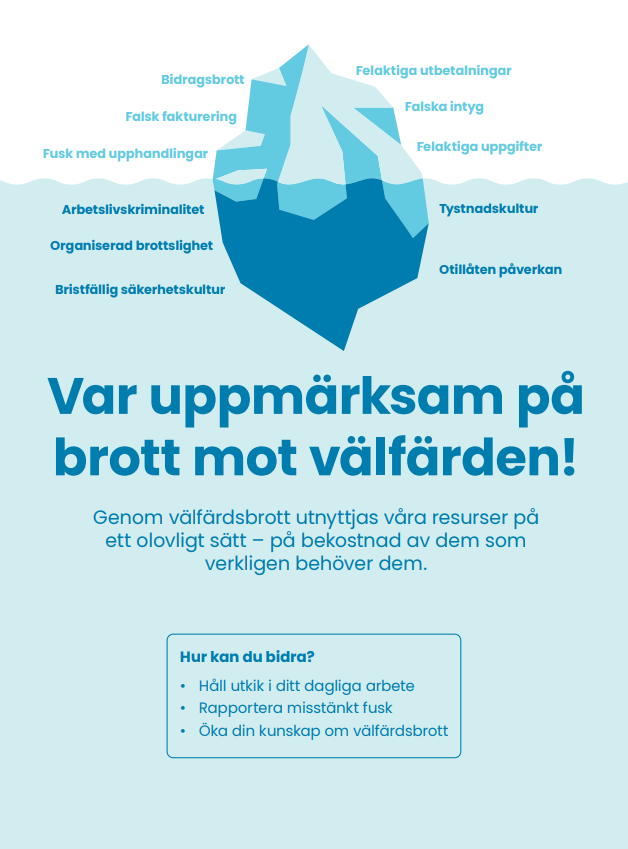 Bidragsbrott
Felaktiga utbetalningar
Falsk fakturering
Falska intyg
Fusk med upphandlingar
Felaktiga uppgifter
Arbetslivskriminalitet
Tystnadskultur
Organiserad brottslighet
Otillåten påverkan
Bristfällig säkerhetskultur
Var uppmärksam på
brott mot välfärden!
Genom välfärdsbrott utnyttjas våra resurser på
ett olovligt sätt – på bekostnad av dem som
verkligen behöver dem.
Hur kan du bidra?
• Håll utkik i ditt dagliga arbete
• Rapportera misstänkt fusk
• Öka din kunskap om välfärdsbrott